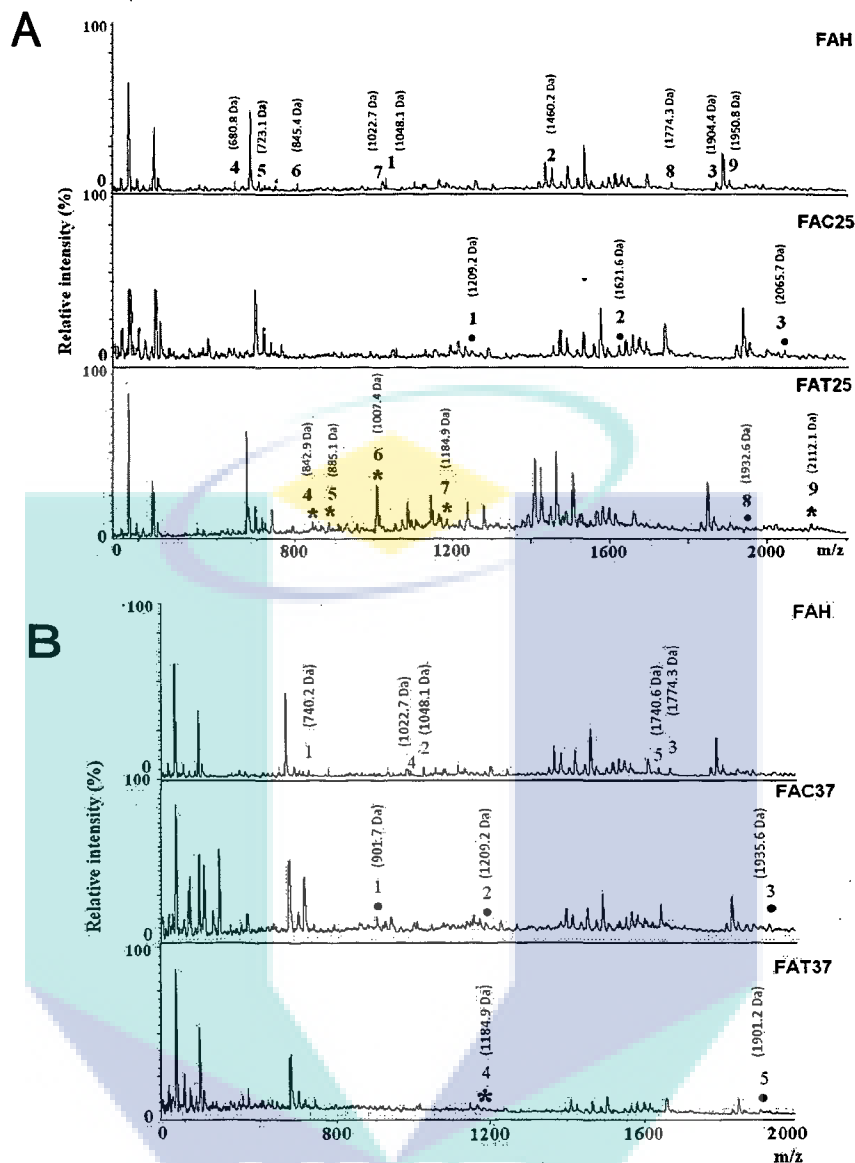 A
100
FAH
(680.8 Da)
(723.1 Da)
(845.4 Da)
(1022.7 Da)
(1048.1 Da)
(1460.2 Da)
(1774.3 Da)
(1904.4 Da)
(1950.8 Da)
4 5 6 7 1 2 8 3 9
0
100
FAC25
(1209.2 Da)
(1621.6 Da)
(2065.7 Da)
1 2 3
Relative intensity (%)
0
100
FAT25
(842.9 Da)
(885.1 Da)
(1007.4 Da)
(1184.9 Da)
(1932.6 Da)
(2112.1 Da)
4 5 6 7 8 9
* * * * *
0
0 800 1200 1600 2000 m/z
B
100
FAH
(740.2 Da)
(1022.7 Da)
(1048.1 Da)
(1740.6 Da)
(1774.3 Da)
1 4 2 5 3
0
100
FAC37
(901.7 Da)
(1209.2 Da)
(1935.6 Da)
1 2 3
Relative intensity (%)
0
100
FAT37
(1184.9 Da)
(1901.2 Da)
4 5
*
0
0 800 1200 1600 2000
m/z